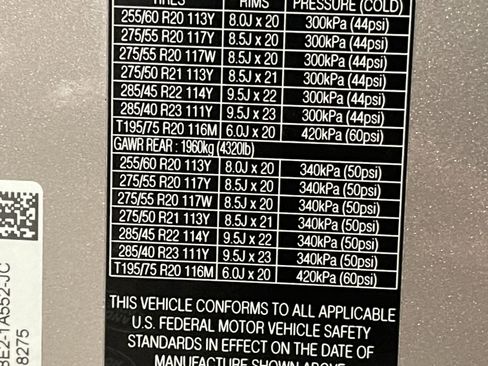 TIRES RIMS PRESSURE (COLD)
255/60 R20 113Y 8.0J x 20 300kPa (44psi)
275/55 R20 117Y 8.5J x 20 300kPa (44psi)
275/55 R20 117W 8.5J x 20 300kPa (44psi)
275/50 R21 113Y 8.5J x 21 300kPa (44psi)
285/45 R22 114Y 9.5J x 22 300kPa (44psi)
285/40 R23 111Y 9.5J x 23 300kPa (44psi)
T195/75 R20 116M 6.0J x 20 420kPa (60psi)
GAWR REAR : 1960kg (4320lb)
255/60 R20 113Y 8.0J x 20 340kPa (50psi)
275/55 R20 117Y 8.5J x 20 340kPa (50psi)
275/55 R20 117W 8.5J x 20 340kPa (50psi)
275/50 R21 113Y 8.5J x 21 340kPa (50psi)
285/45 R22 114Y 9.5J x 22 340kPa (50psi)
285/40 R23 111Y 9.5J x 23 340kPa (50psi)
T195/75 R20 116M 6.0J x 20 420kPa (60psi)
THIS VEHICLE CONFORMS TO ALL APPLICABLE
U.S. FEDERAL MOTOR VEHICLE SAFETY
STANDARDS IN EFFECT ON THE DATE OF
MANUFACTURE SHOWN ABOVE
BE2-1A552-JC
8275